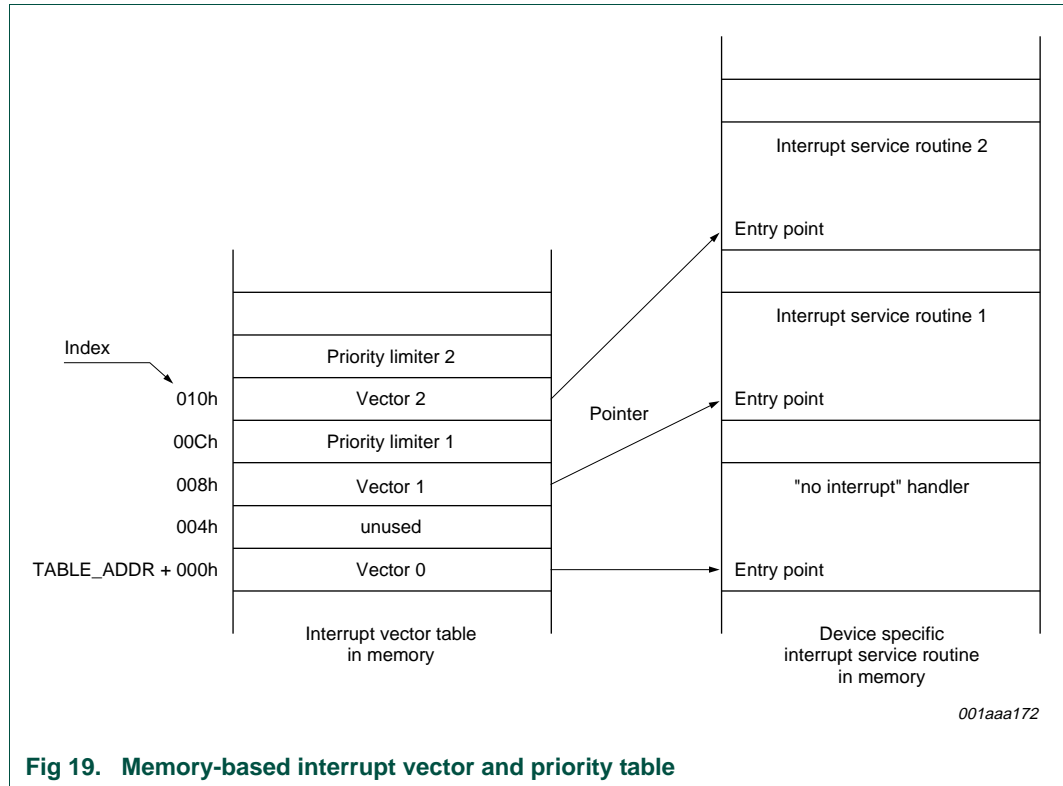 Interrupt service routine 2
Entry point
Interrupt service routine 1
Index
Priority limiter 2
010h
Vector 2
Pointer
Entry point
00Ch
Priority limiter 1
008h
Vector 1
"no interrupt" handler
004h
unused
TABLE_ADDR + 000h
Vector 0
Entry point
Interrupt vector table
in memory
Device specific
interrupt service routine
in memory
001aaa172
Fig 19. Memory-based interrupt vector and priority table